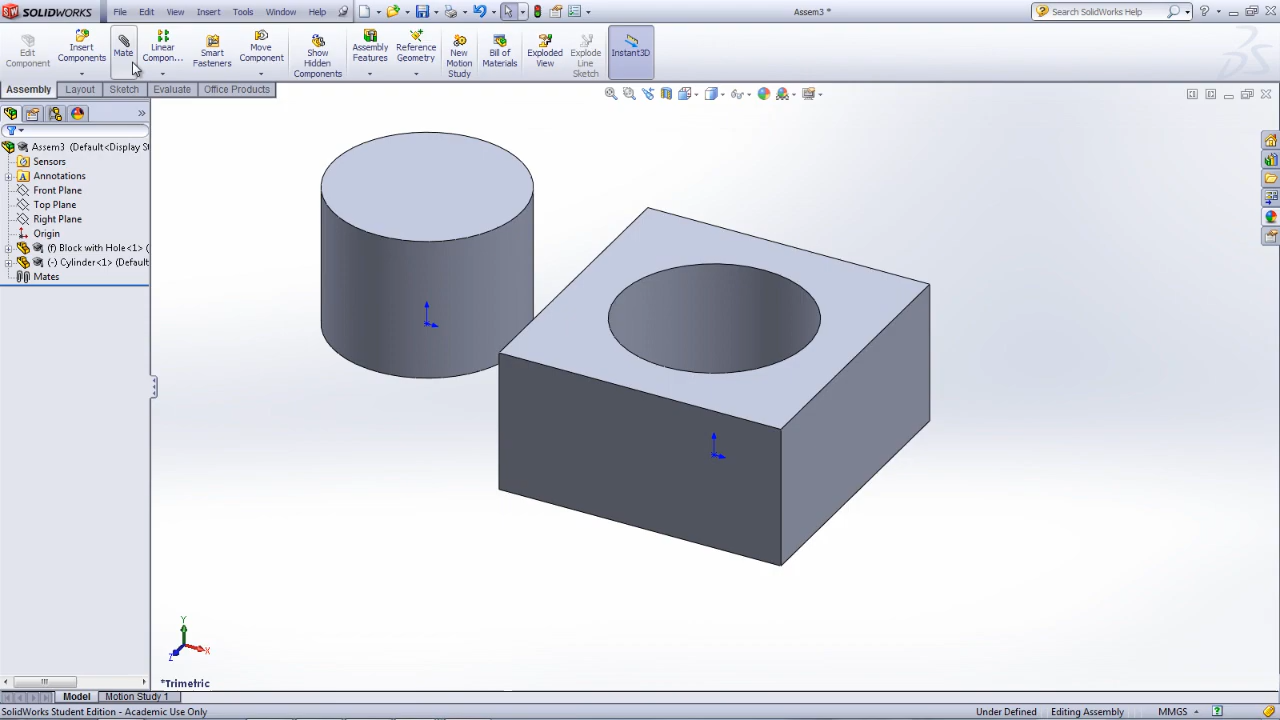 SOLIDWORKS File Edit View Insert Tools Window Help Assem3 * Search SolidWorks Help
Edit Component
Insert Components
Mate
Linear Compon...
Smart Fasteners
Move Component
Show Hidden Components
Assembly Features
Reference Geometry
New Motion Study
Bill of Materials
Exploded View
Explode Line Sketch
Instant3D
Assembly Layout Sketch Evaluate Office Products
Assem3 (Default<Display St
Sensors
Annotations
Front Plane
Top Plane
Right Plane
Origin
(f) Block with Hole<1> (
(-) Cylinder<1> (Default
Mates
Y
X
Z
*Trimetric
Model Motion Study 1
SolidWorks Student Edition - Academic Use Only Under Defined Editing Assembly MMGS